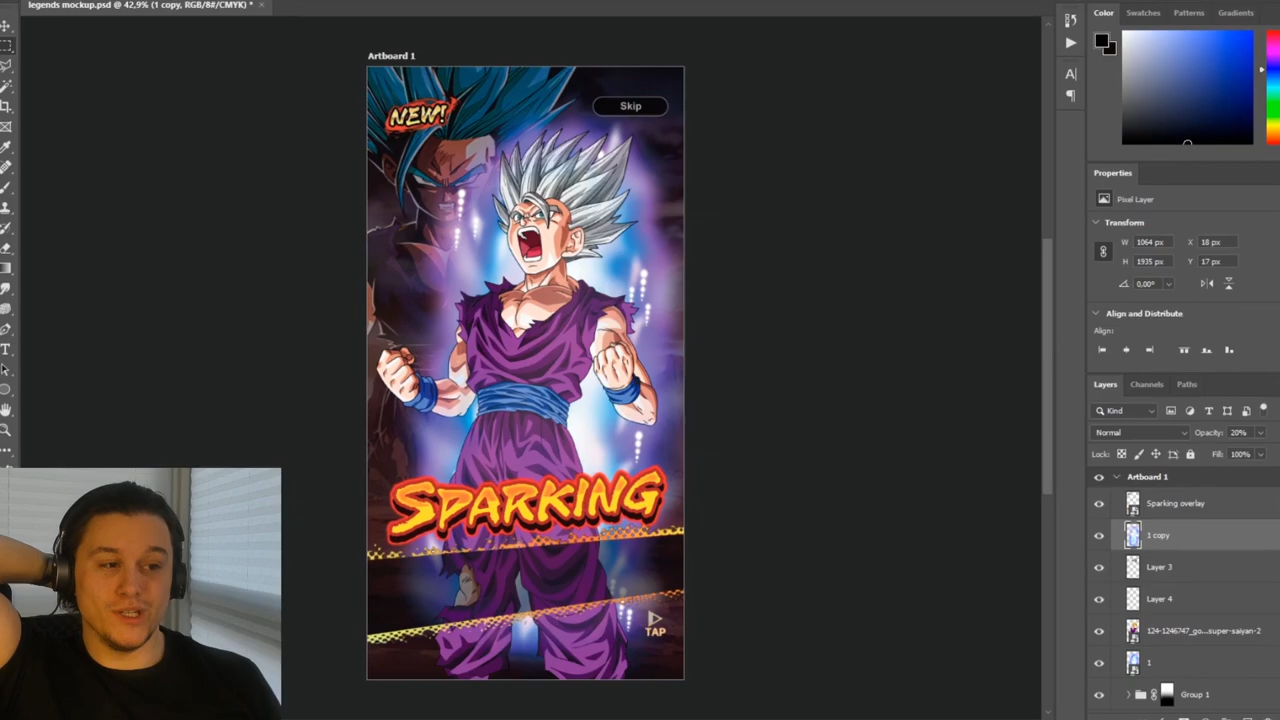 legends mockup.psd @ 42,9% (1 copy, RGB/8#/CMYK) * ×
Artboard 1
NEW!
Skip
SPARKING
TAP
Color Swatches Patterns Gradients
Properties
Pixel Layer
Transform
W 1064 px X 18 px
H 1935 px Y 17 px
0,00°
Align and Distribute
Align:
Layers Channels Paths
Kind
Normal Opacity: 20%
Lock: Fill: 100%
Artboard 1
Sparking overlay
1 copy
Layer 3
Layer 4
124-1246747_go...super-saiyan-2
1
Group 1